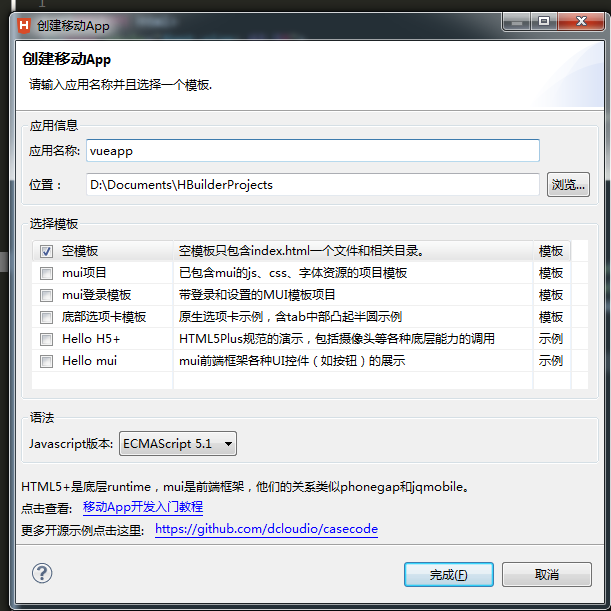 1
H 创建移动App
创建移动App
请输入应用名称并且选择一个模板.
应用信息
应用名称: vueapp
位置： D:\Documents\HBuilderProjects 浏览...
选择模板
空模板 空模板只包含index.html一个文件和相关目录。 模板
mui项目 已包含mui的js、css、字体资源的项目模板 模板
mui登录模板 带登录和设置的MUI模板项目 模板
底部选项卡模板 原生选项卡示例，含tab中部凸起半圆示例 模板
Hello H5+ HTML5Plus规范的演示，包括摄像头等各种底层能力的调用 示例
Hello mui mui前端框架各种UI控件（如按钮）的展示 示例
语法
Javascript版本: ECMAScript 5.1
HTML5+是底层runtime，mui是前端框架，他们的关系类似phonegap和jqmobile。
点击查看: 移动App开发入门教程
更多开源示例点击这里: https://github.com/dcloudio/casecode
? 完成(F) 取消